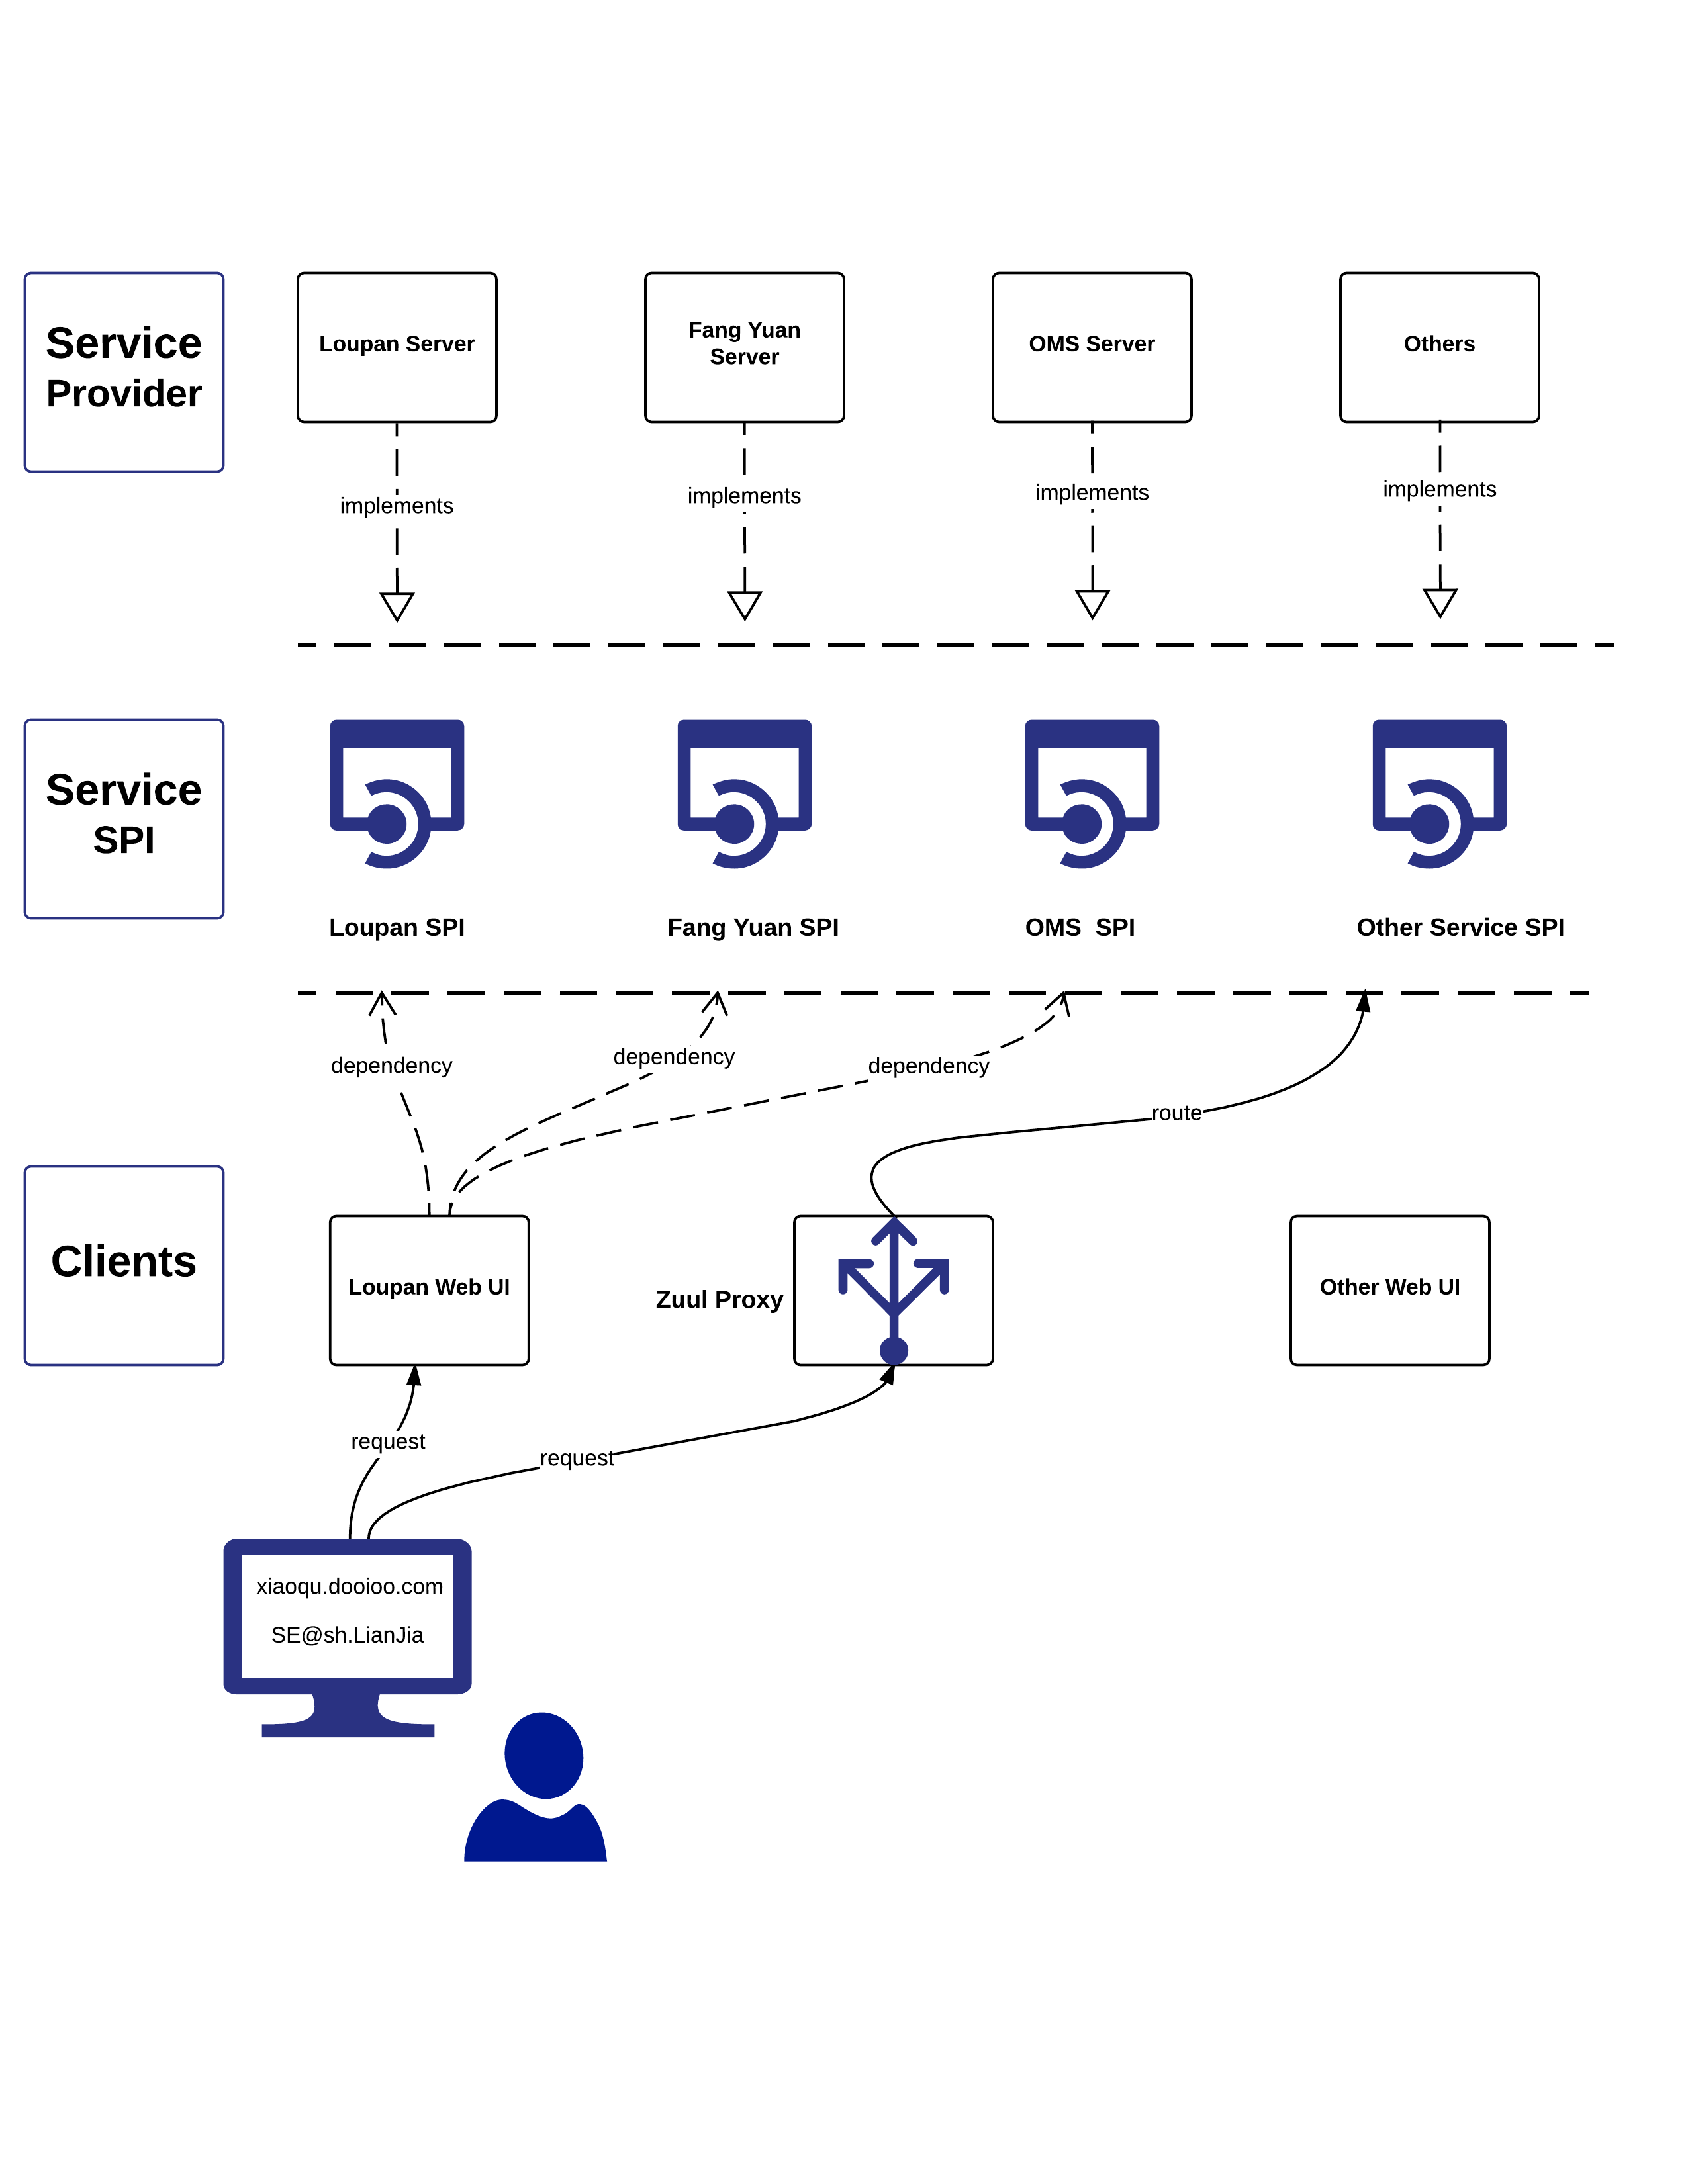 Service
Provider
Loupan Server
Fang Yuan
Server
OMS Server
Others
implements
implements
implements
implements
Service
SPI
Loupan SPI
Fang Yuan SPI
OMS  SPI
Other Service SPI
dependency
dependency
dependency
route
Clients
Loupan Web UI
Zuul Proxy
Other Web UI
request
request
xiaoqu.dooioo.com
SE@sh.LianJia